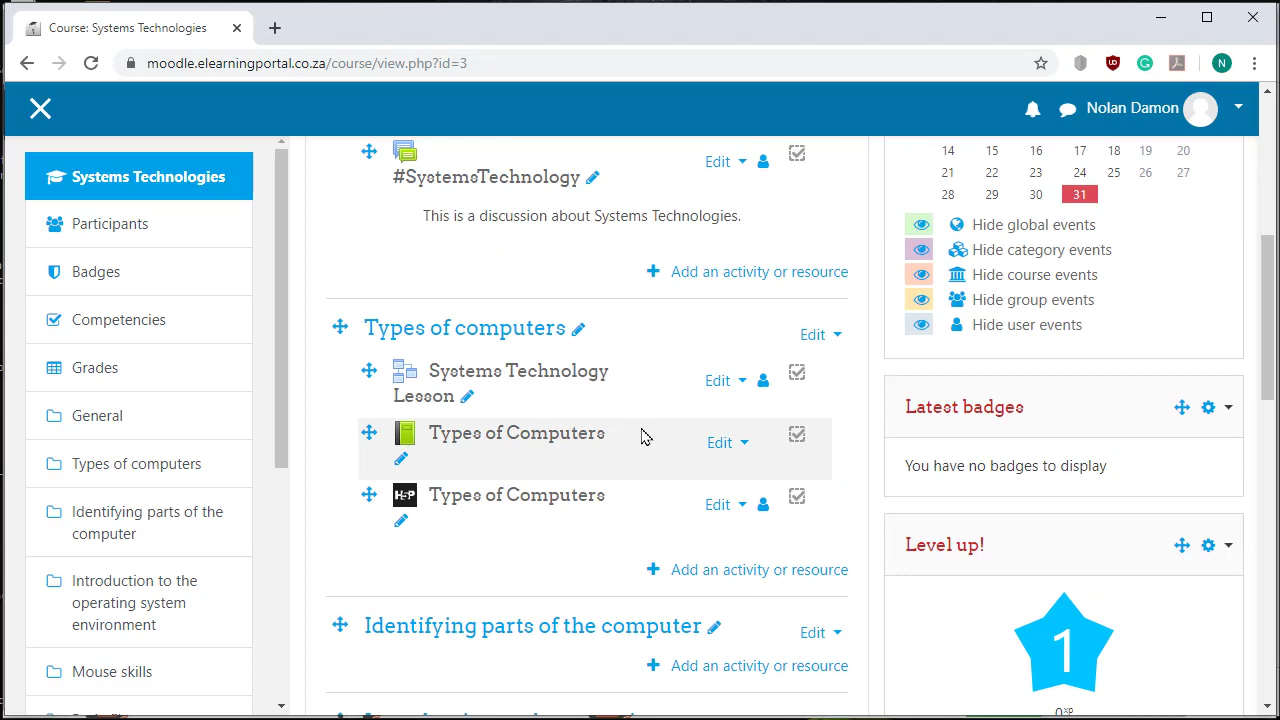 Course: Systems Technologies
moodle.elearningportal.co.za/course/view.php?id=3
N
Nolan Damon
Systems Technologies
Participants
Badges
Competencies
Grades
General
Types of computers
Identifying parts of the
computer
Introduction to the
operating system
environment
Mouse skills
#SystemsTechnology
Edit
This is a discussion about Systems Technologies.
Add an activity or resource
Types of computers
Edit
Systems Technology
Lesson
Edit
Types of Computers
Edit
H5P
Types of Computers
Edit
Add an activity or resource
Identifying parts of the computer
Edit
Add an activity or resource
14 15 16 17 18 19 20
21 22 23 24 25 26 27
28 29 30 31
Hide global events
Hide category events
Hide course events
Hide group events
Hide user events
Latest badges
You have no badges to display
Level up!
1
0xp